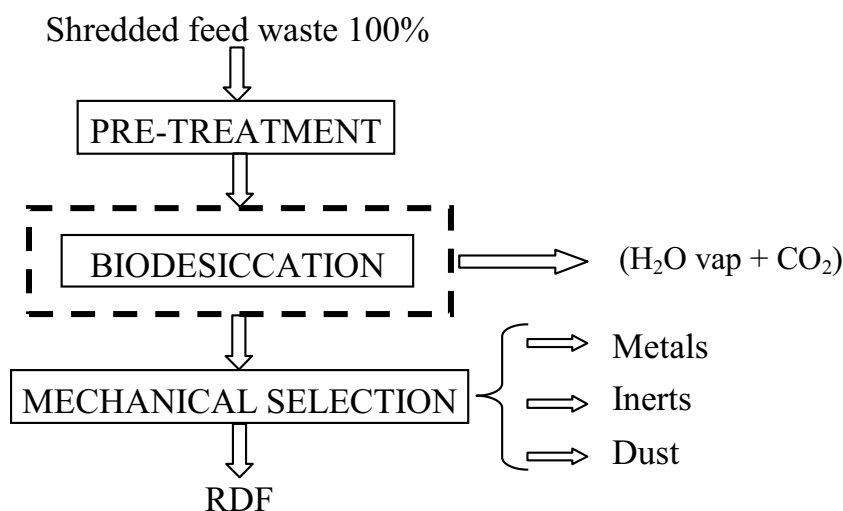 Shredded feed waste 100%
PRE-TREATMENT
BIODESICCATION
(H₂O vap + CO₂)
MECHANICAL SELECTION
Metals
Inerts
Dust
RDF